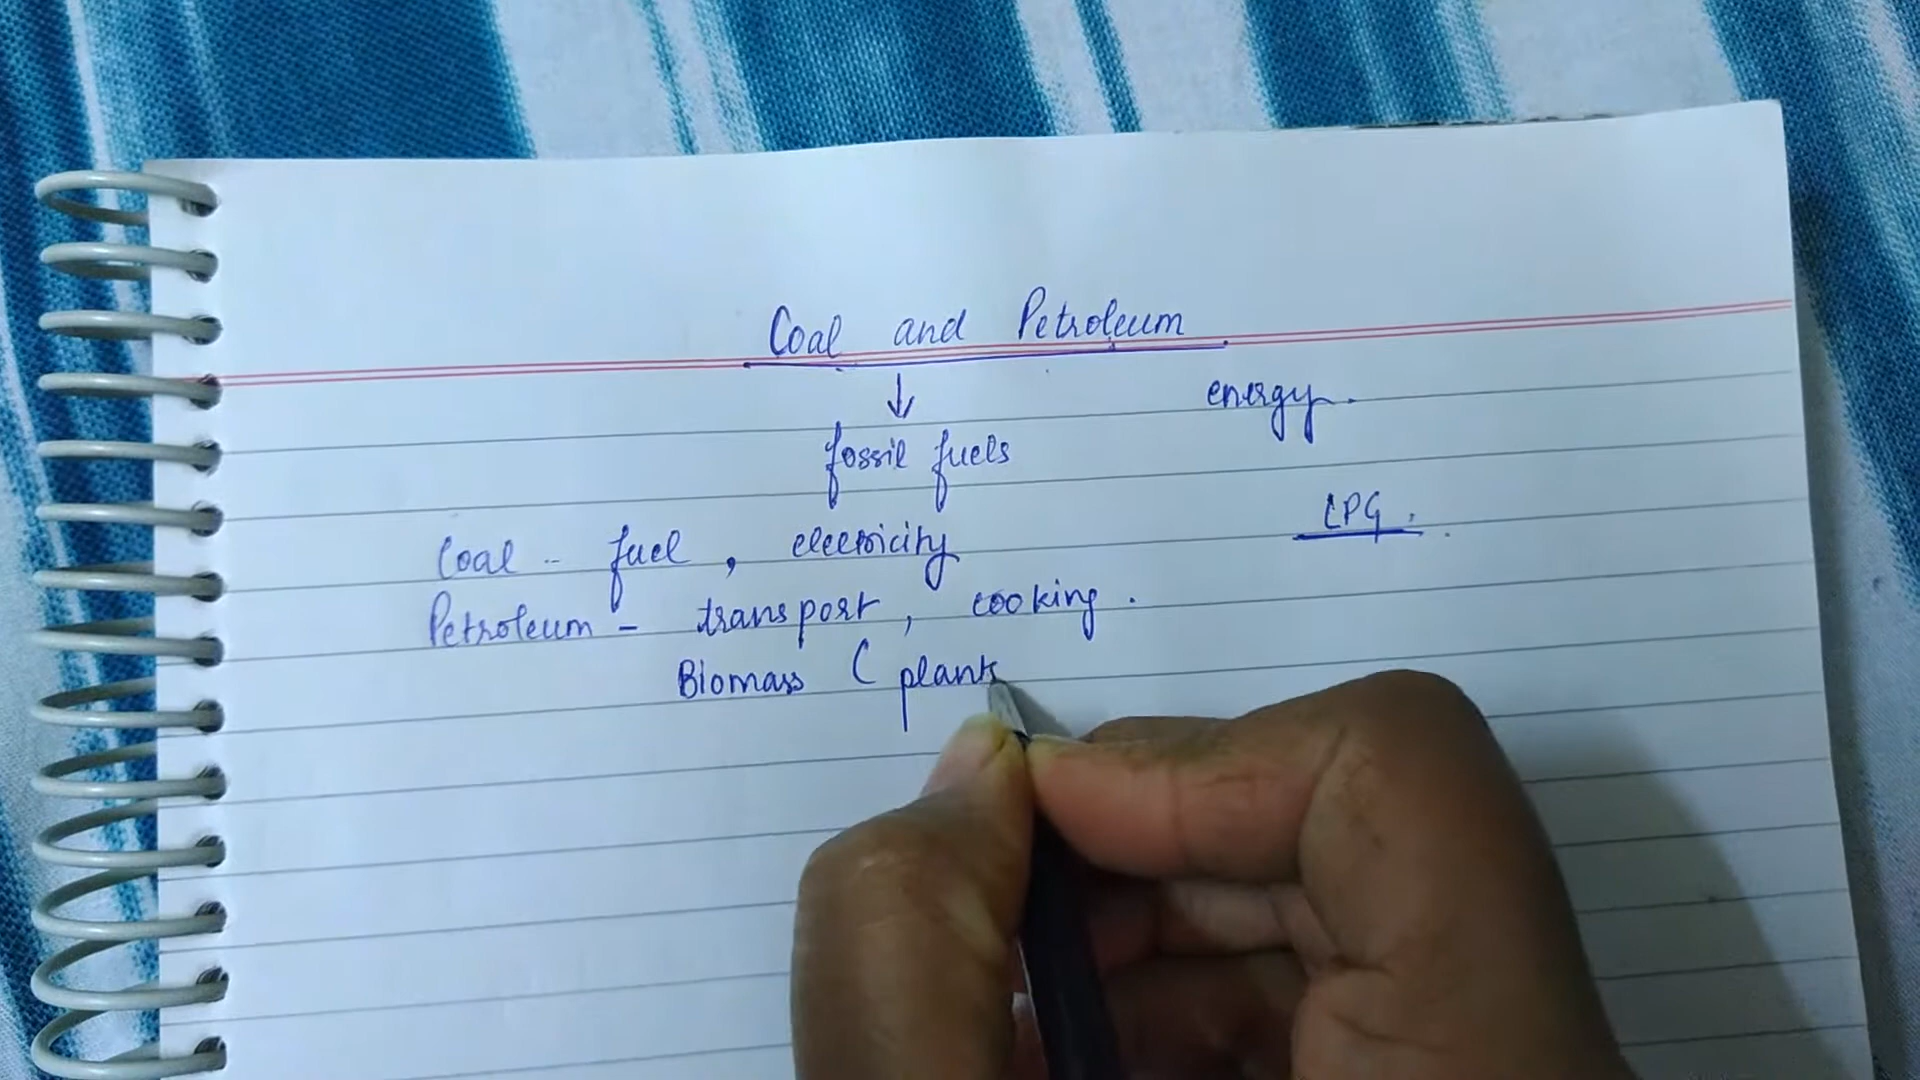 Coal and Petroleum
↓
energy.
fossil fuels
LPG.
Coal - fuel, electricity
Petroleum - transport, cooking.
Biomass ( plants